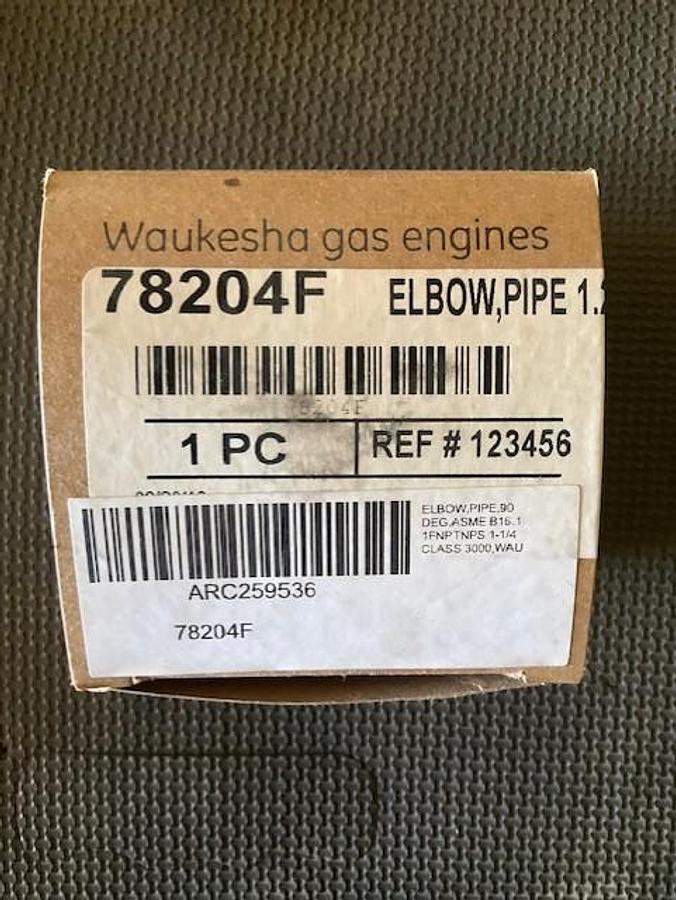 Waukesha gas engines
78204F ELBOW,PIPE 1.
78204F
1 PC REF # 123456
ELBOW,PIPE,90
DEG,ASME B16.1
1FNPTNPS 1-1/4
CLASS 3000,WAU
ARC259536
78204F